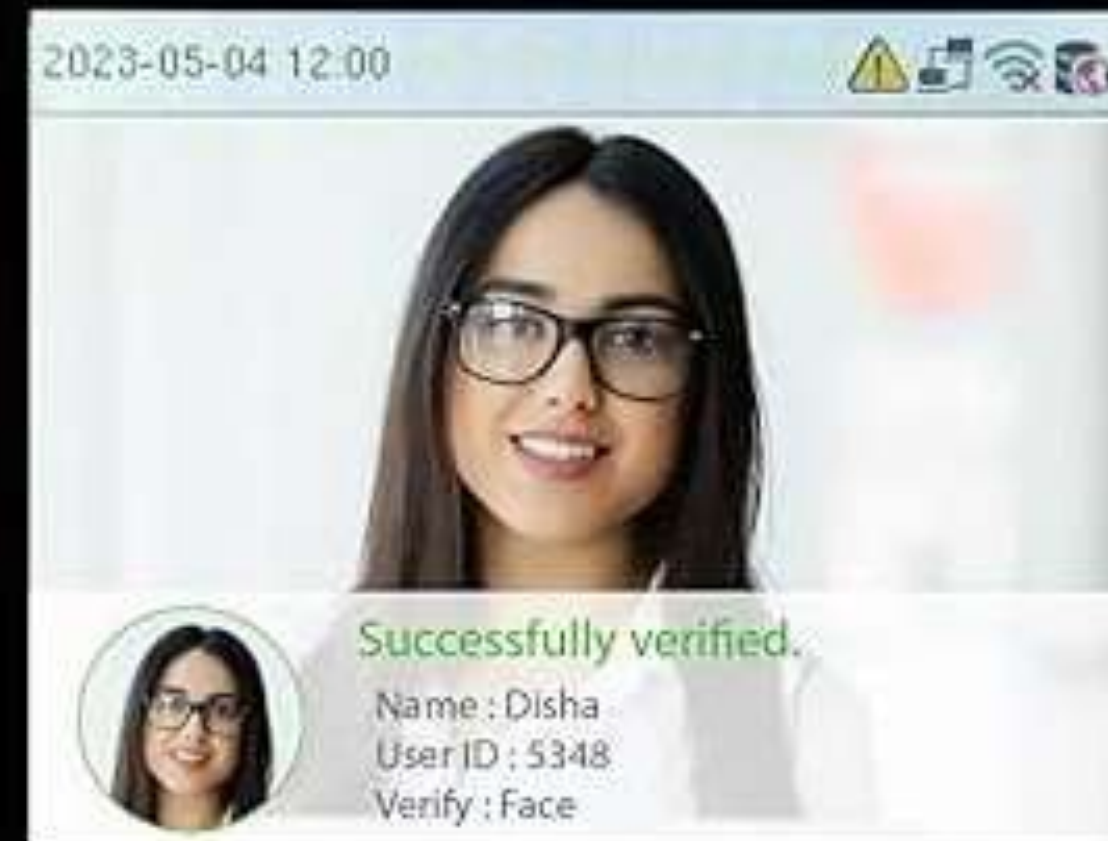 2023-05-04 12:00
Successfully verified.
Name : Disha
User ID : 5348
Verify : Face